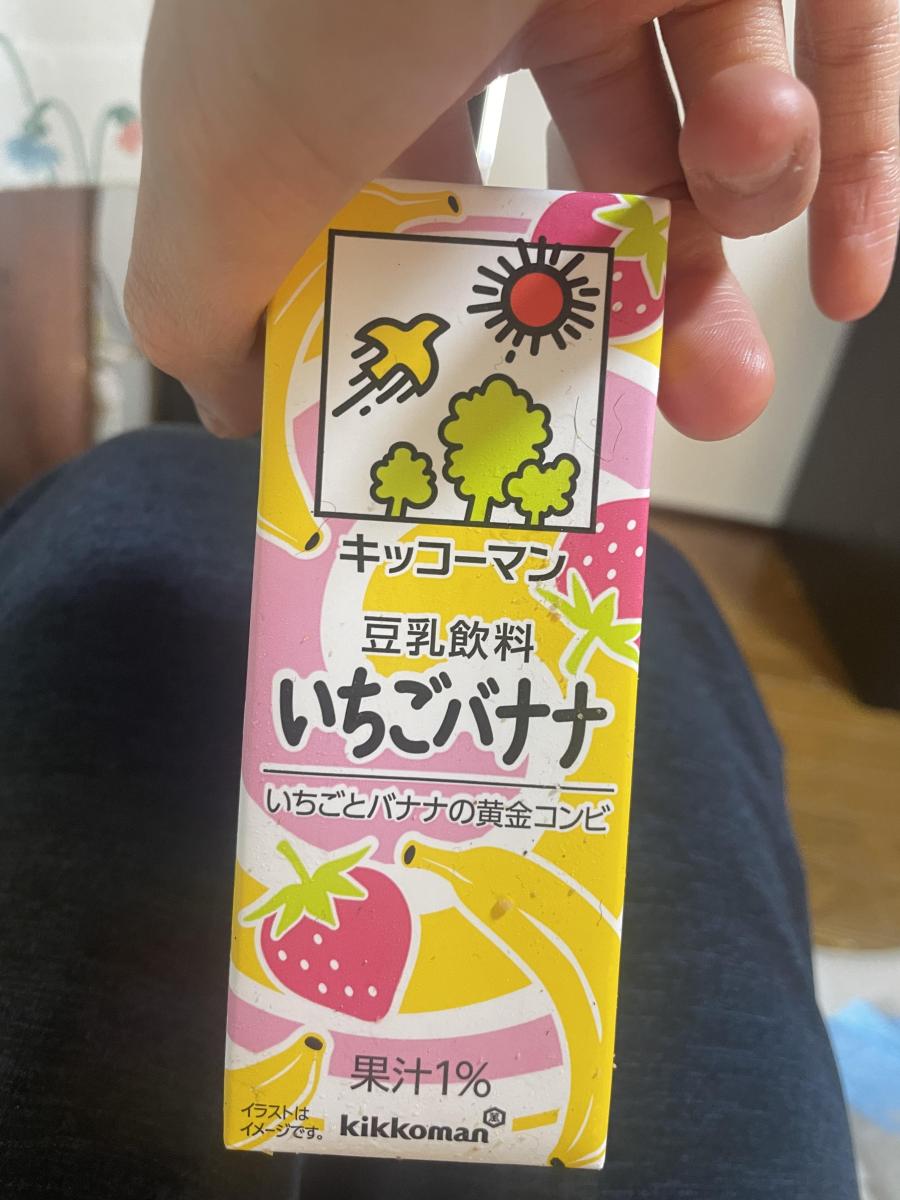 キッコーマン
豆乳飲料
いちごバナナ
いちごとバナナの黄金コンビ
果汁1%
イラストは
イメージです。
kikkoman